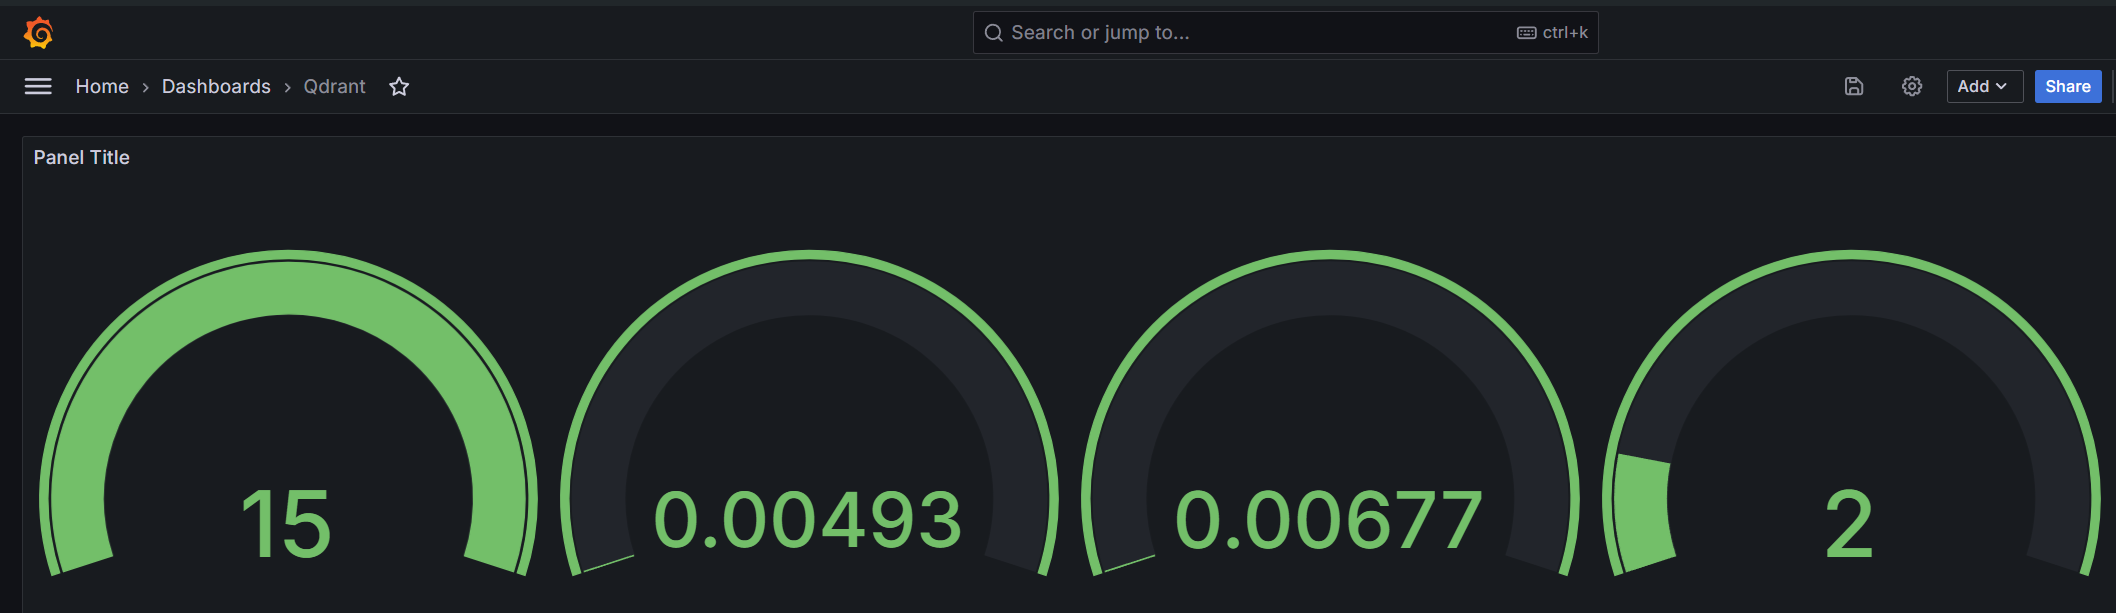 Search or jump to... ctrl+k
Home › Dashboards › Qdrant Add Share
Panel Title
15 0.00493 0.00677 2